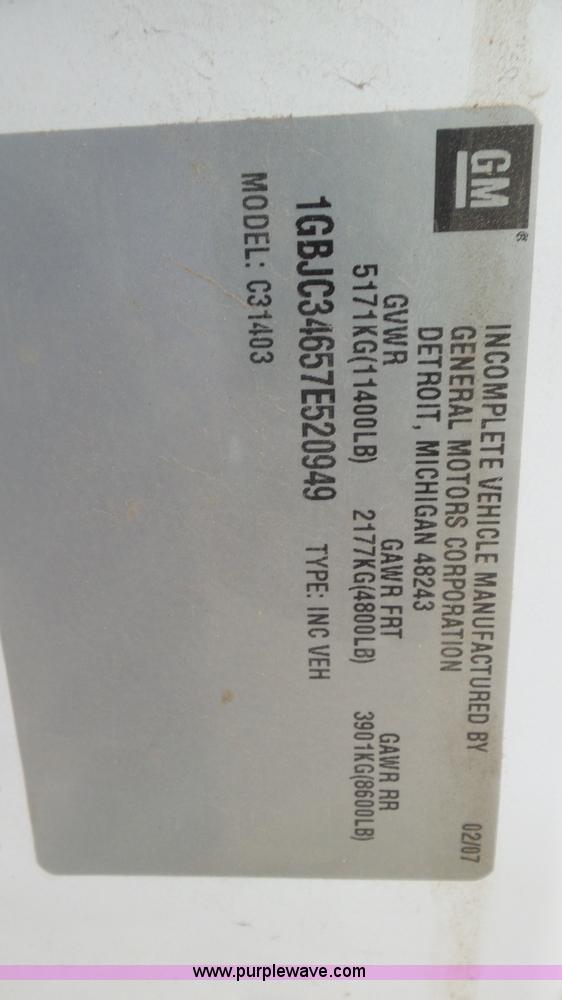 GM®
INCOMPLETE VEHICLE MANUFACTURED BY 02/07
GENERAL MOTORS CORPORATION
DETROIT, MICHIGAN 48243
GVWR GAWR FRT GAWR RR
5171KG(11400LB) 2177KG(4800LB) 3901KG(8600LB)
1GBJC34657E520949 TYPE: INC VEH
MODEL: C31403
www.purplewave.com